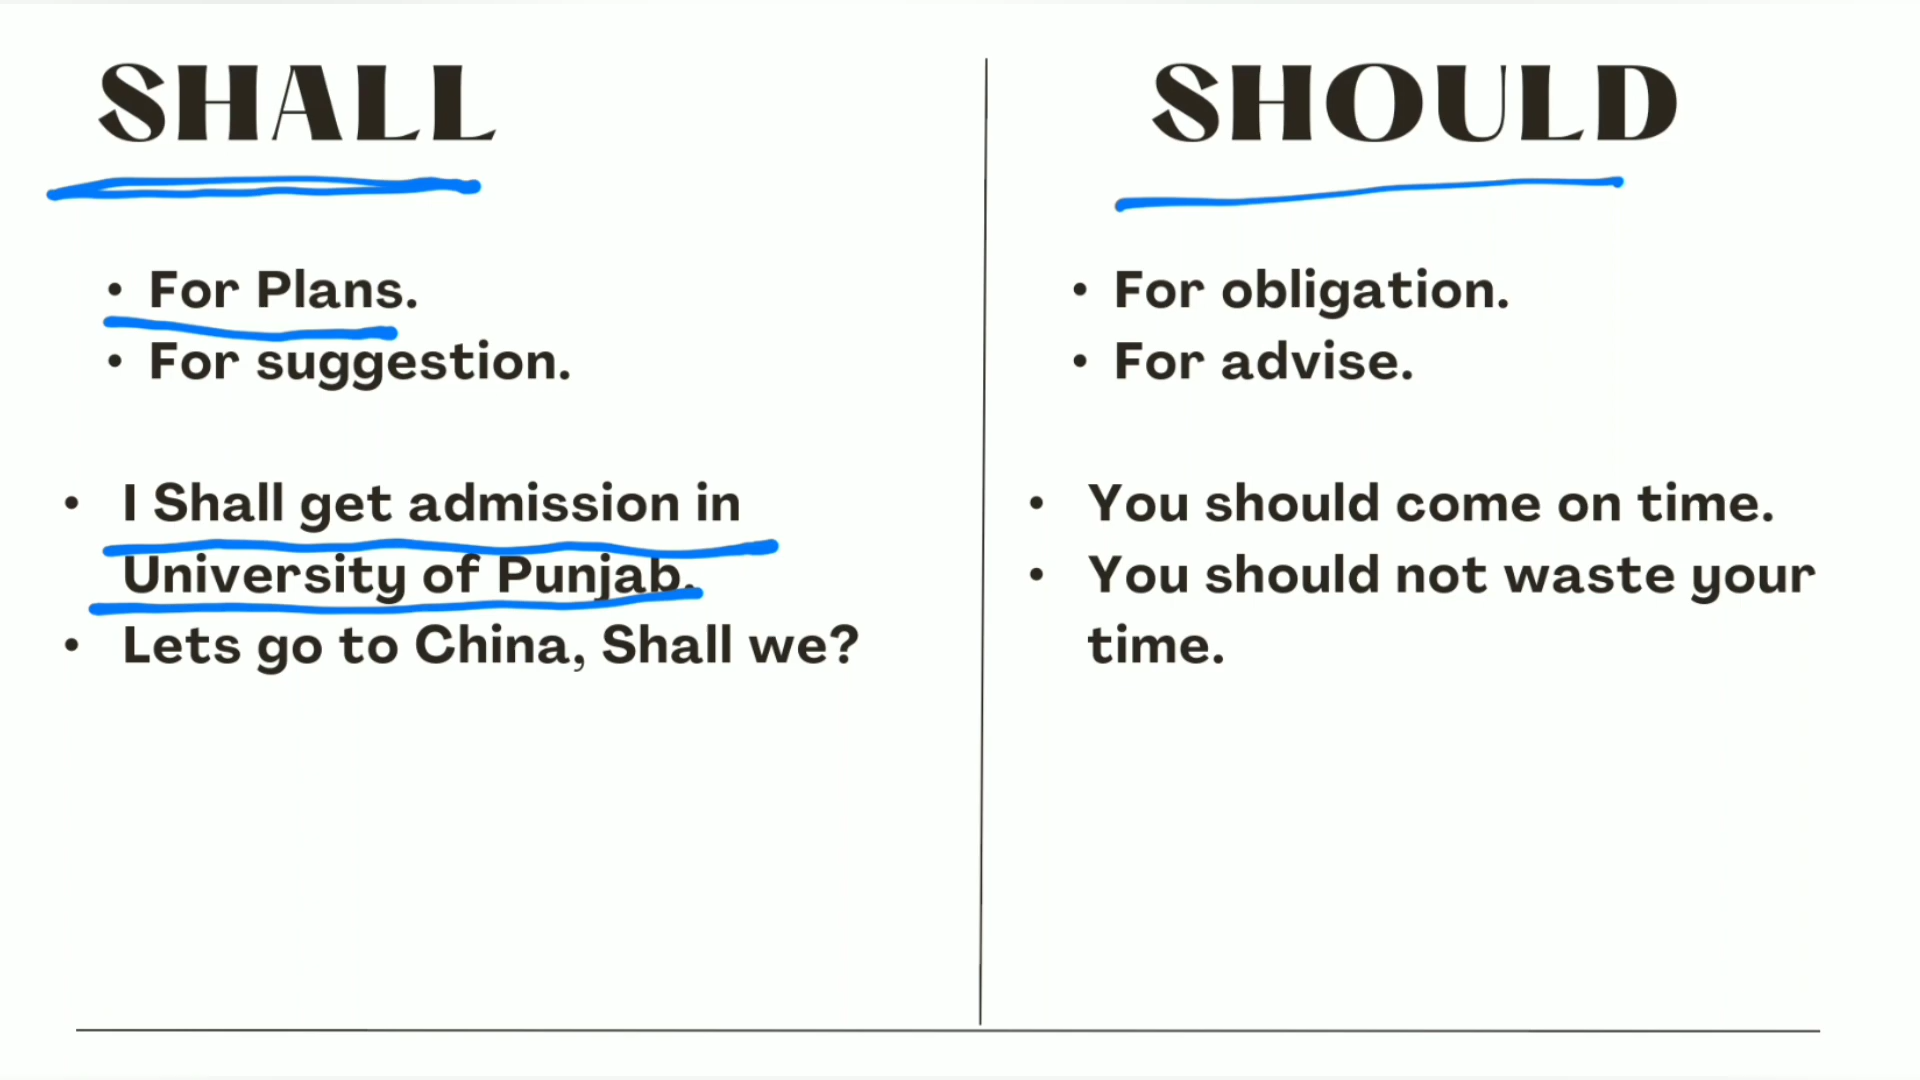 SHALL
• For Plans.
• For suggestion.
• I Shall get admission in
University of Punjab.
• Lets go to China, Shall we?
SHOULD
• For obligation.
• For advise.
• You should come on time.
• You should not waste your
time.